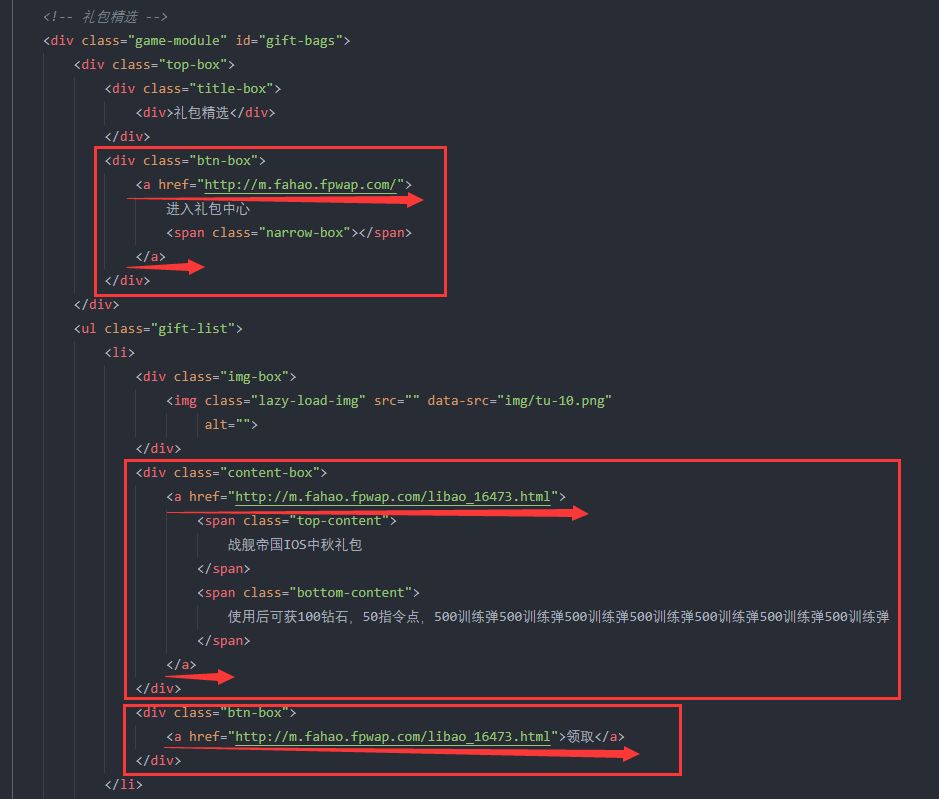 <!-- 礼包精选 -->
<div class="game-module" id="gift-bags">
<div class="top-box">
<div class="title-box">
<div>礼包精选</div>
</div>
<div class="btn-box">
<a href="http://m.fahao.fpwap.com/">
进入礼包中心
<span class="narrow-box"></span>
</a>
</div>
</div>
<ul class="gift-list">
<li>
<div class="img-box">
<img class="lazy-load-img" src="" data-src="img/tu-10.png"
alt="">
</div>
<div class="content-box">
<a href="http://m.fahao.fpwap.com/libao_16473.html">
<span class="top-content">
战舰帝国IOS中秋礼包
</span>
<span class="bottom-content">
使用后可获100钻石，50指令点，500训练弹500训练弹500训练弹500训练弹500训练弹500训练弹500训练弹
</span>
</a>
</div>
<div class="btn-box">
<a href="http://m.fahao.fpwap.com/libao_16473.html">领取</a>
</div>
</li>